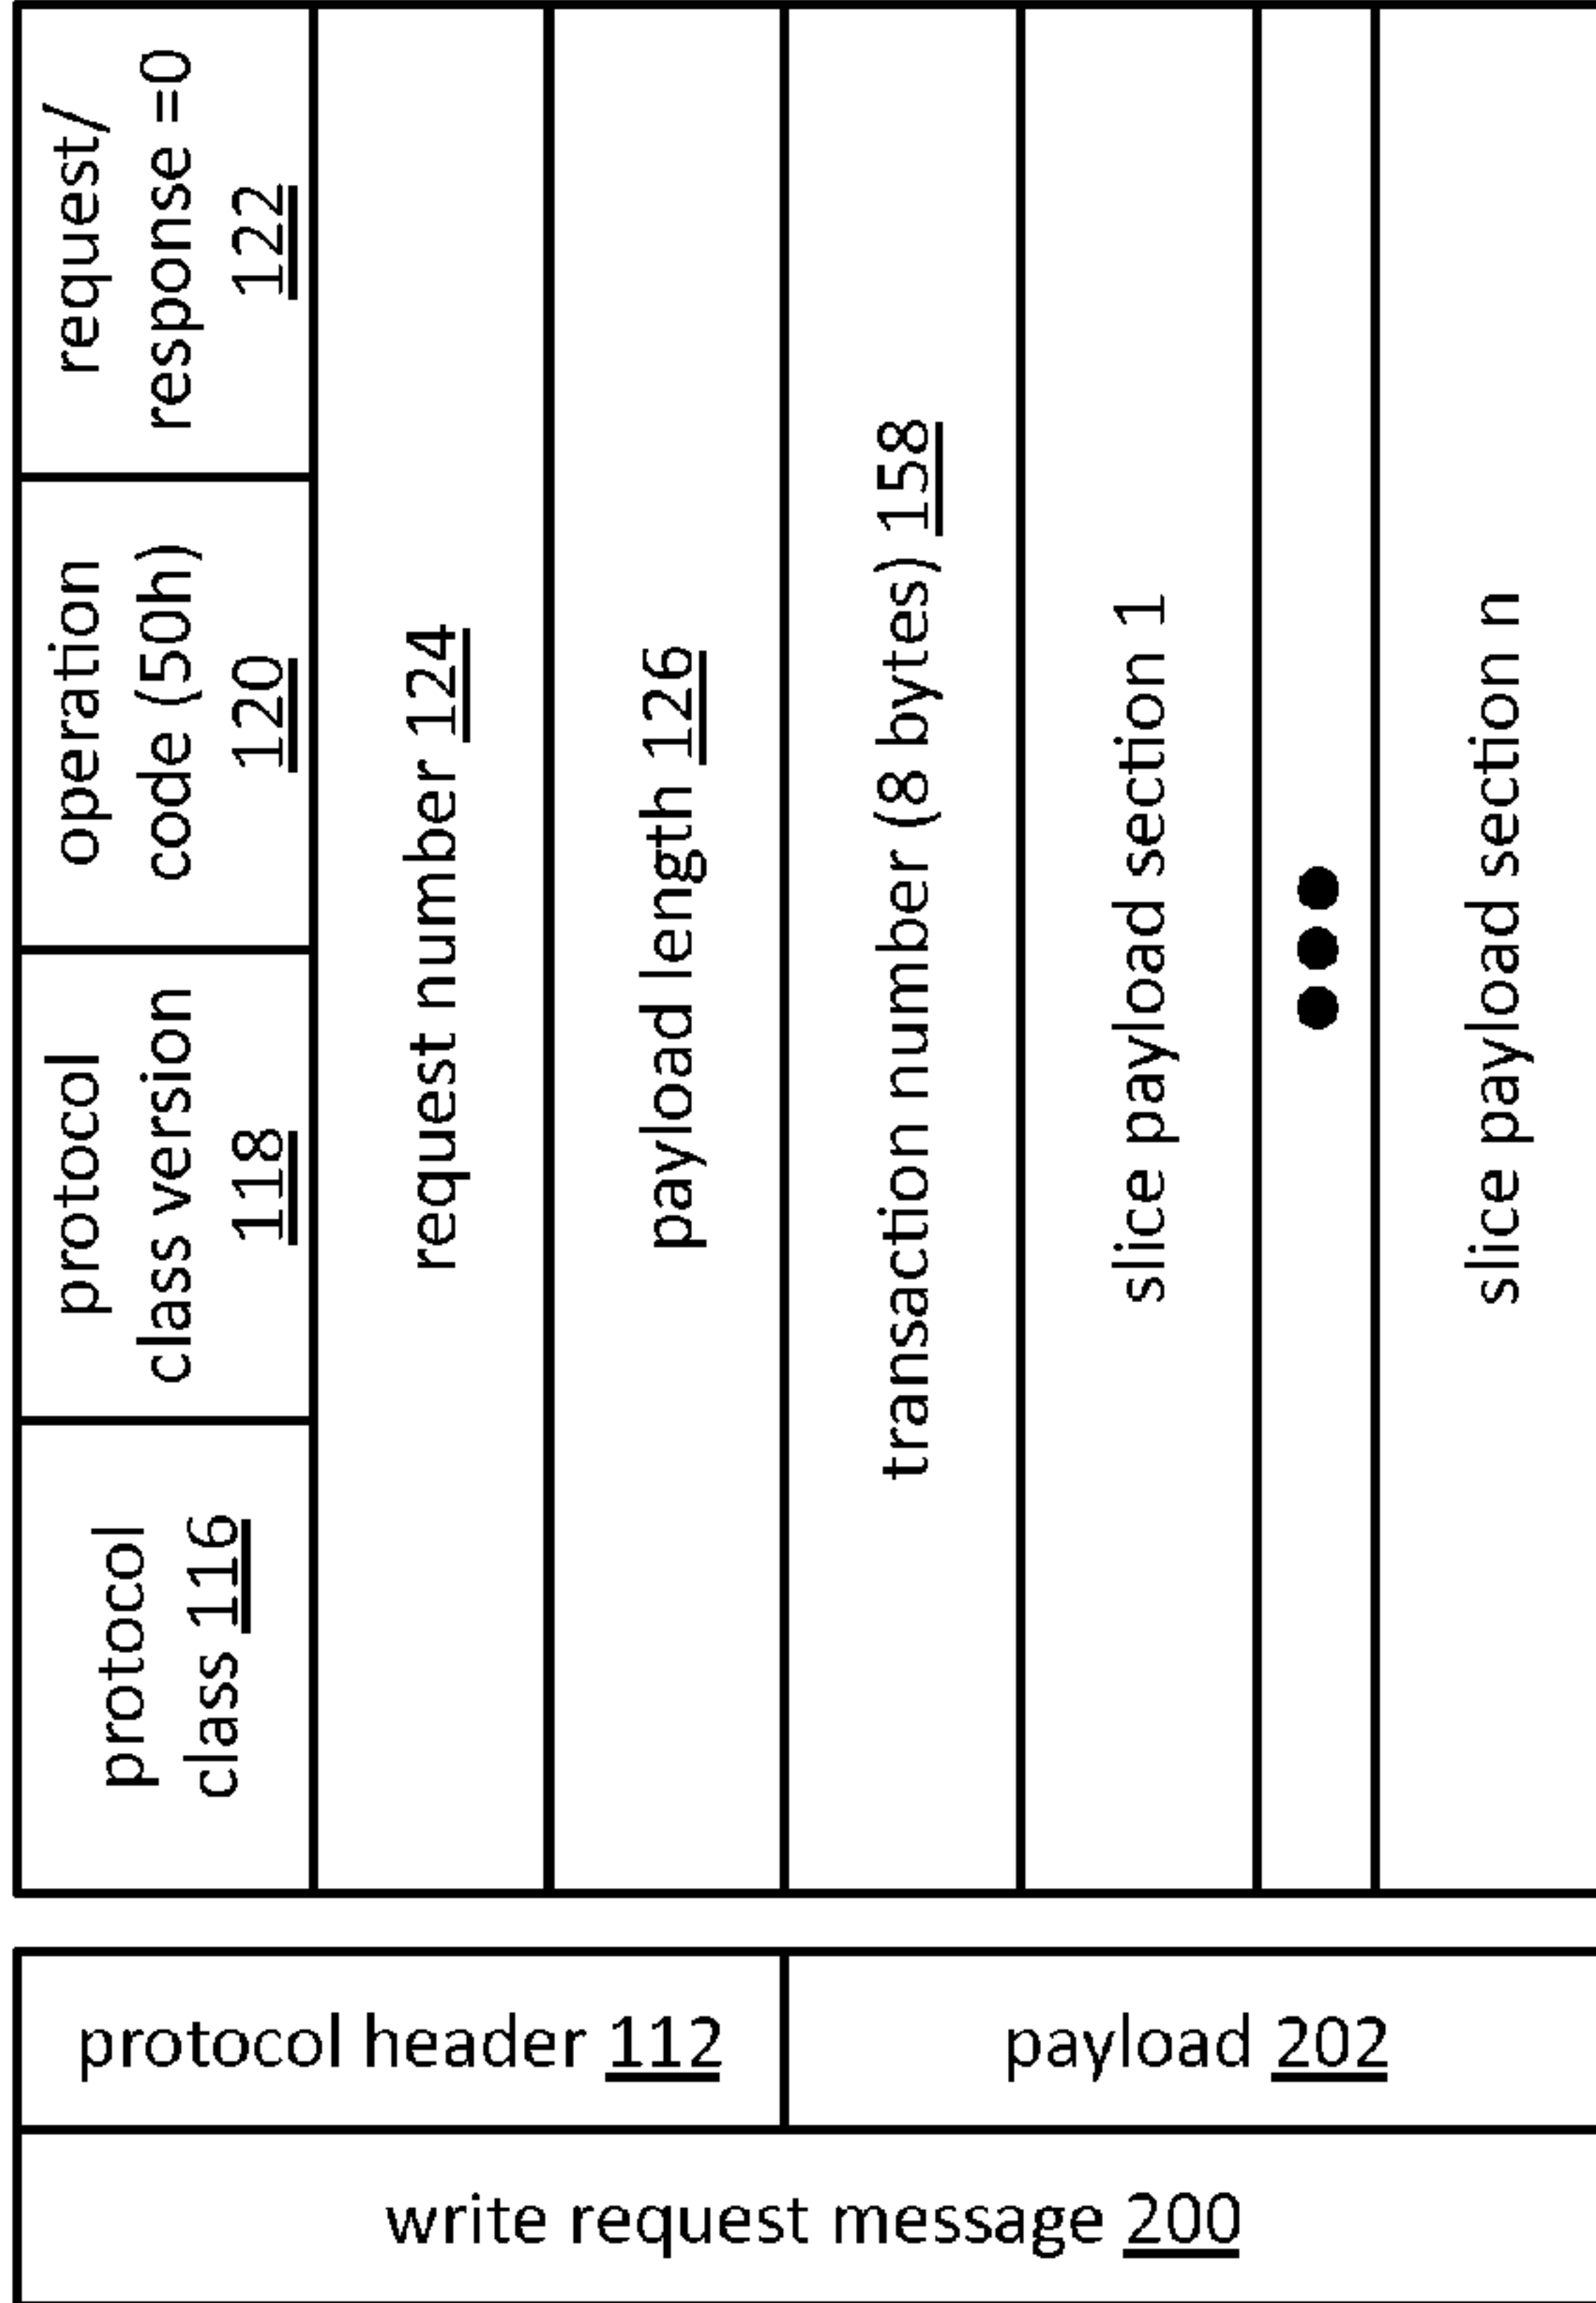 protocol
class 116
protocol
class version
118
operation
code (50h)
120
request/
response =0
122
request number 124
payload length 126
transaction number (8 bytes) 158
slice payload section 1
slice payload section n
protocol header 112
payload 202
write request message 200